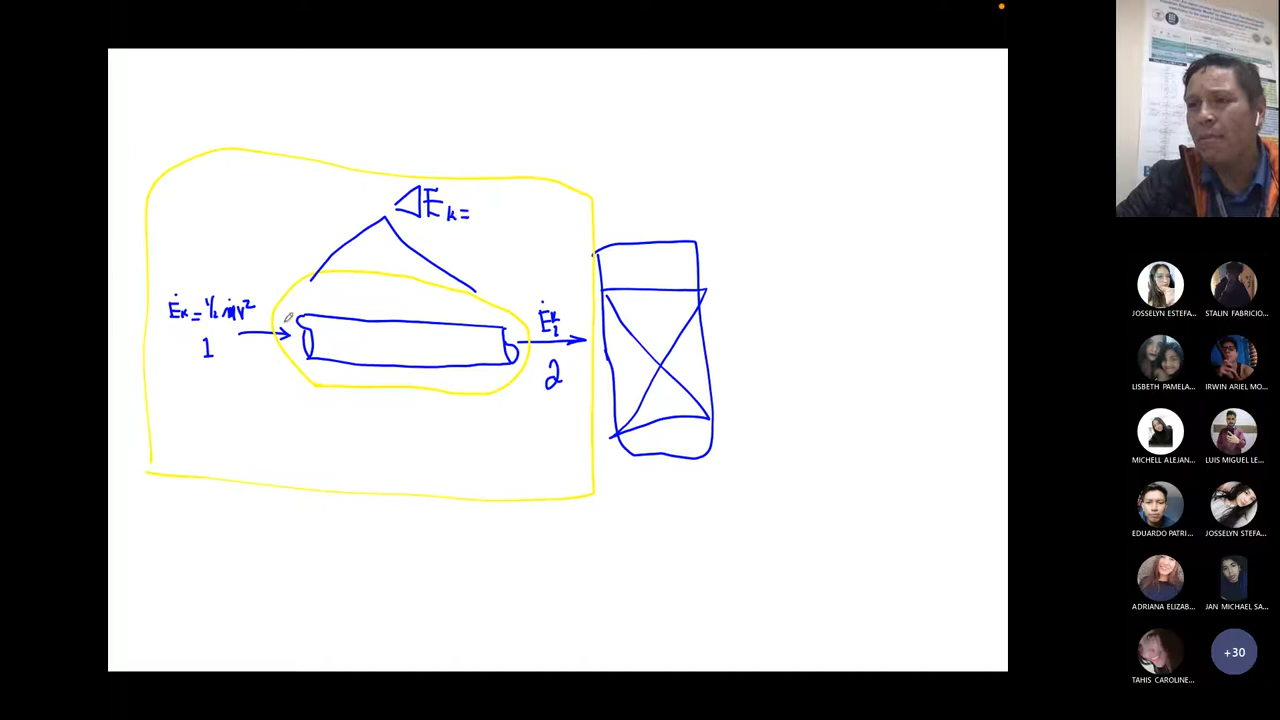 ΔEk=
Ėk = ½ ṁv²
1
Ėk2
2
JOSSELYN ESTEFA...
STALIN FABRICIO...
LISBETH PAMELA...
IRWIN ARIEL MO...
MICHELL ALEJAN...
LUIS MIGUEL LE...
EDUARDO PATRI...
JOSSELYN STEFA...
ADRIANA ELIZAB...
JAN MICHAEL SA...
TAHIS CAROLINE...
+30